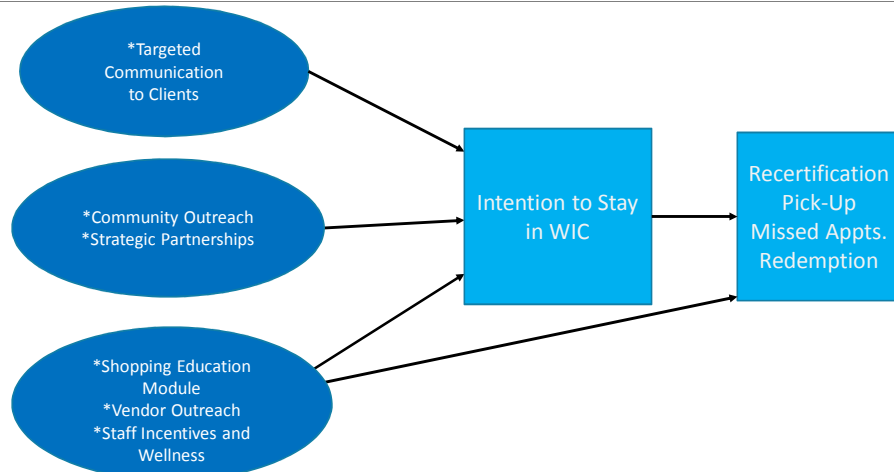 *Targeted
Communication
to Clients
*Community Outreach
*Strategic Partnerships
*Shopping Education
Module
*Vendor Outreach
*Staff Incentives and
Wellness
Intention to Stay
in WIC
Recertification
Pick-Up
Missed Appts.
Redemption